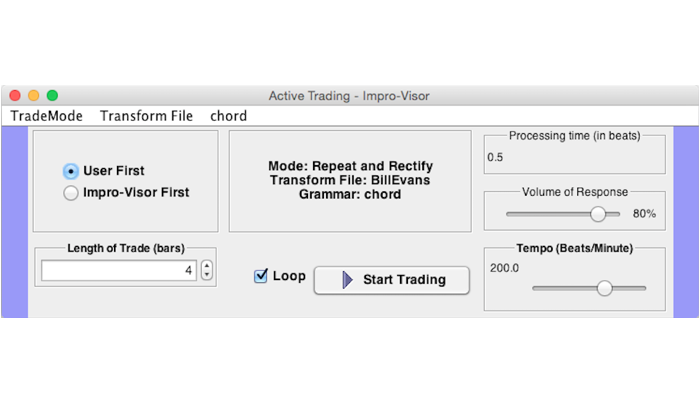 Active Trading - Impro-Visor
TradeMode Transform File chord
User First
Impro-Visor First
Length of Trade (bars)
4
Mode: Repeat and Rectify
Transform File: BillEvans
Grammar: chord
Loop
Start Trading
Processing time (in beats)
0.5
Volume of Response
80%
Tempo (Beats/Minute)
200.0